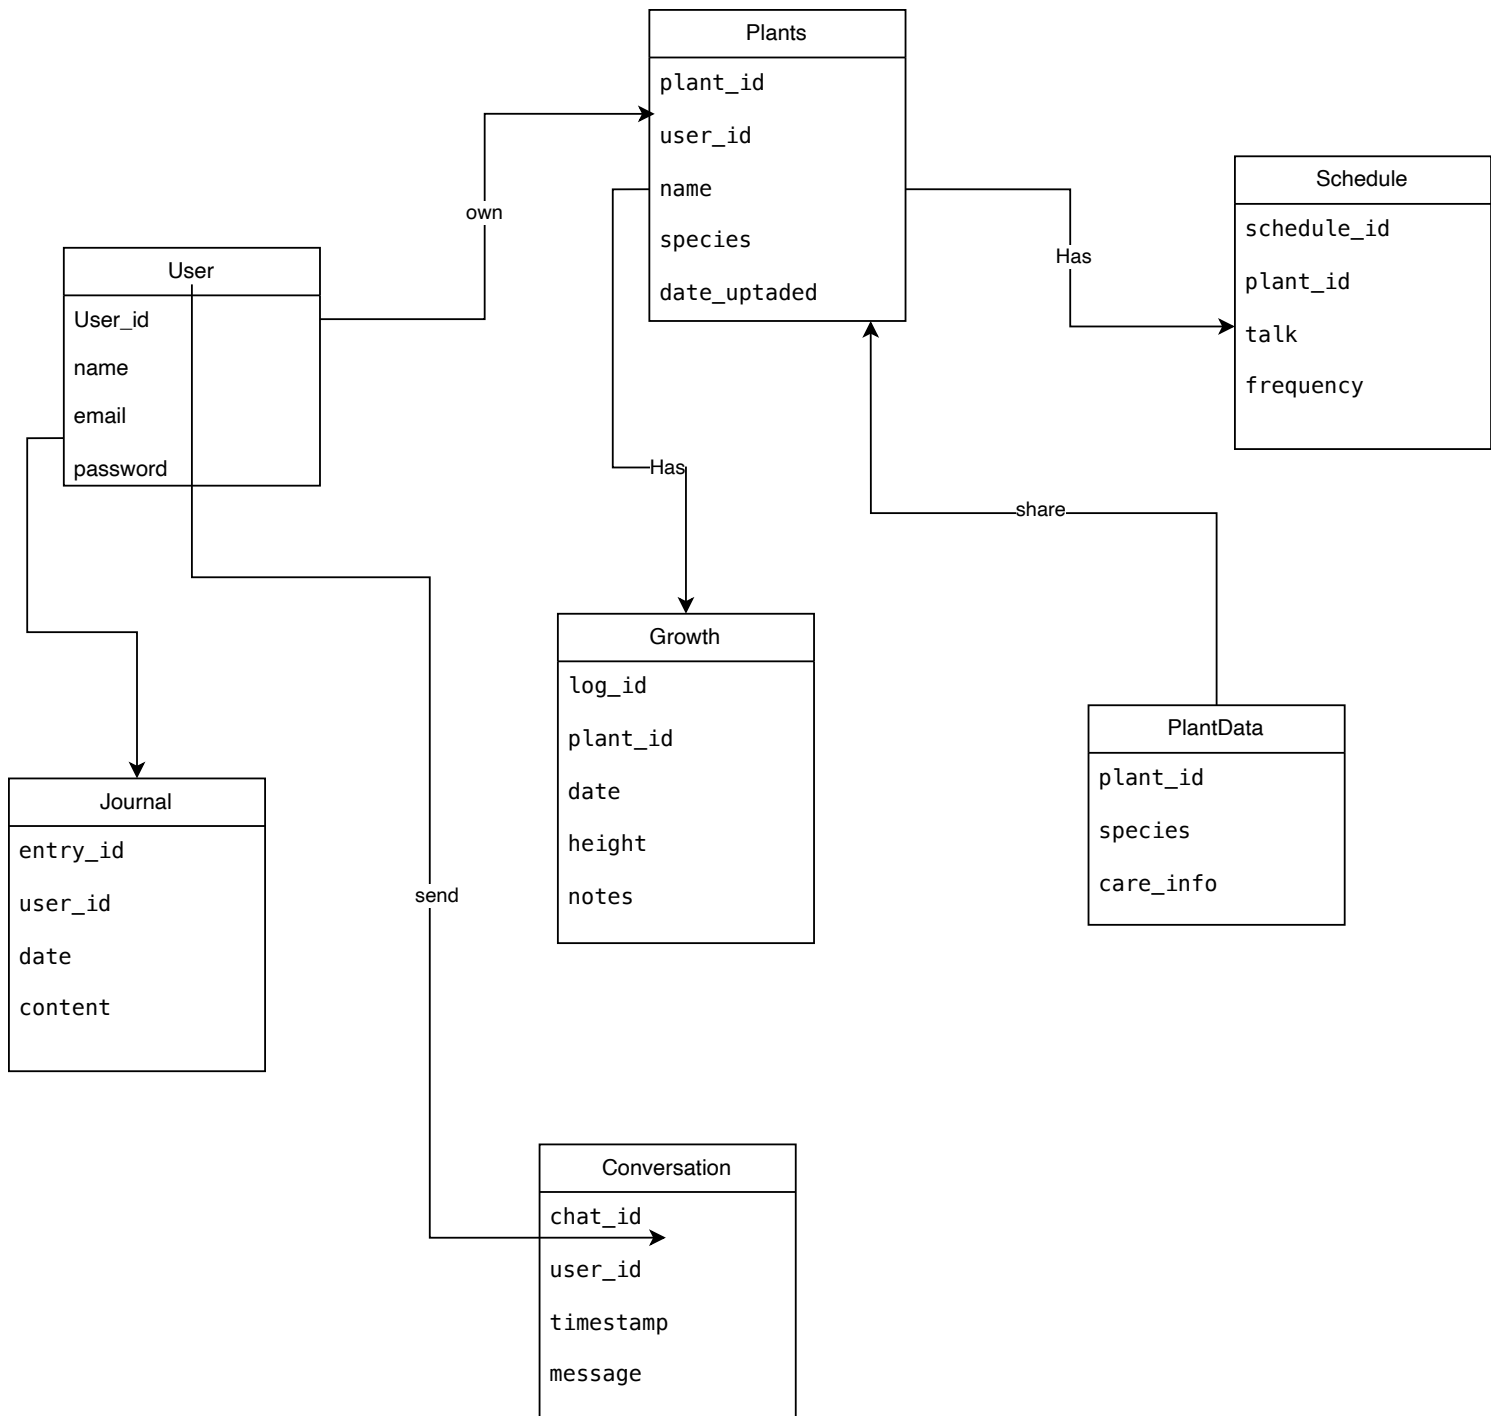 Plants
plant_id
user_id
name
species
date_uptaded
own
User
User_id
name
email
password
Schedule
schedule_id
plant_id
talk
frequency
Has
Has
share
Growth
log_id
plant_id
date
height
notes
PlantData
plant_id
species
care_info
Journal
entry_id
user_id
date
content
send
Conversation
chat_id
user_id
timestamp
message